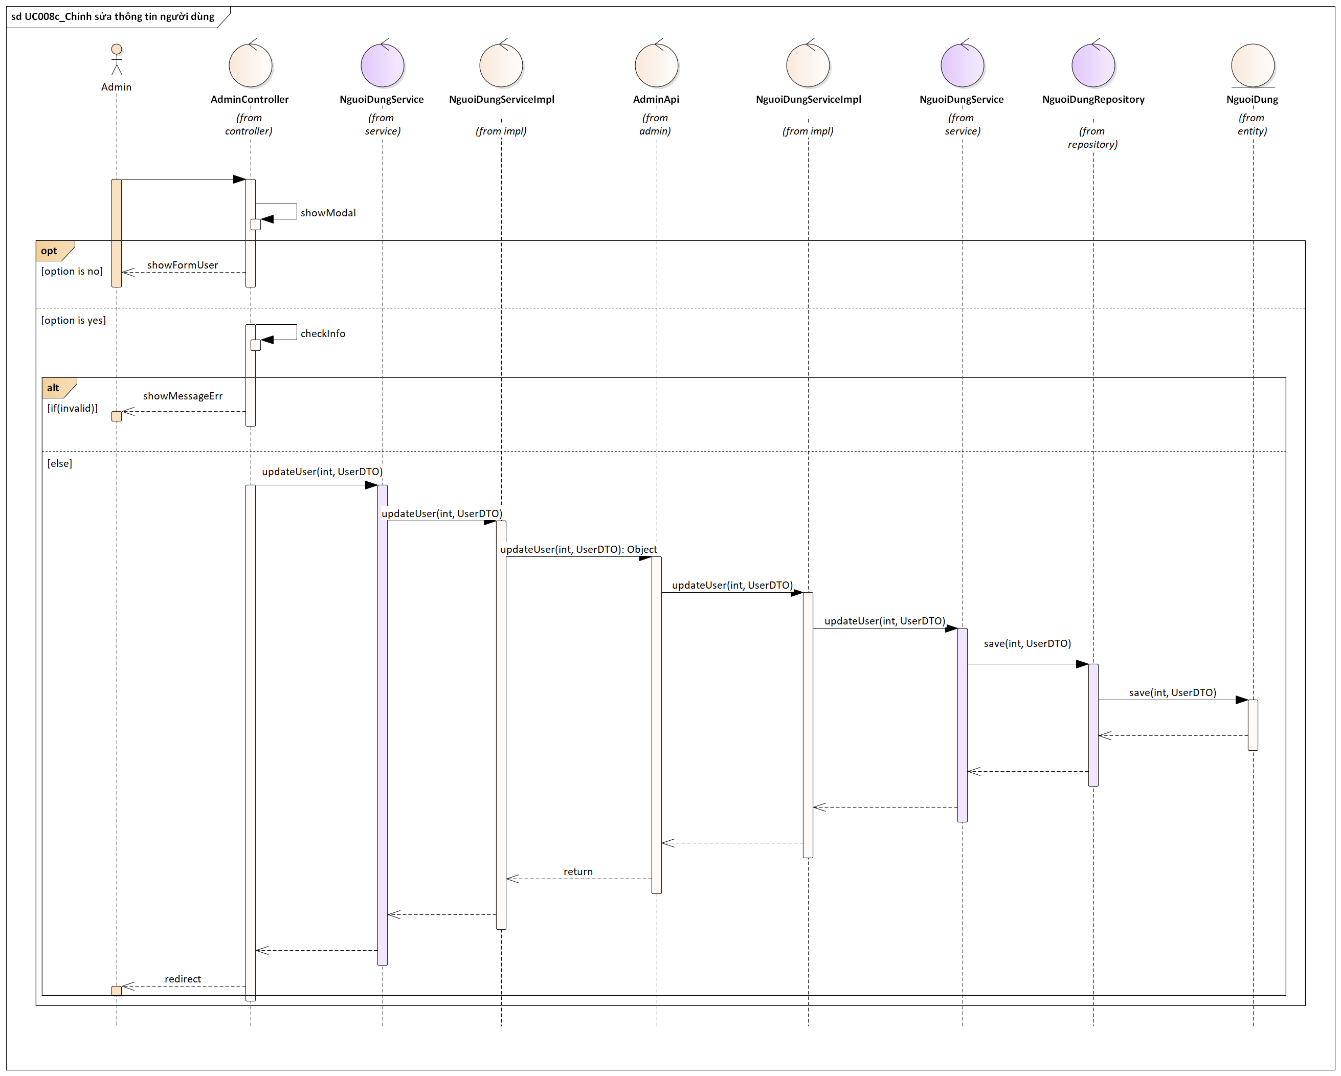 sd UC008c_Chỉnh sửa thông tin người dùng
Admin
AdminController
(from
controller)
NguoiDungService
(from
service)
NguoiDungServiceImpl
(from impl)
AdminApi
(from
admin)
NguoiDungServiceImpl
(from impl)
NguoiDungService
(from
service)
NguoiDungRepository
(from
repository)
NguoiDung
(from
entity)
showModal
opt
[option is no]
showFormUser
[option is yes]
checkInfo
alt
[if(invalid)]
showMessageErr
[else]
updateUser(int, UserDTO)
updateUser(int, UserDTO)
updateUser(int, UserDTO): Object
updateUser(int, UserDTO)
updateUser(int, UserDTO)
save(int, UserDTO)
save(int, UserDTO)
return
redirect